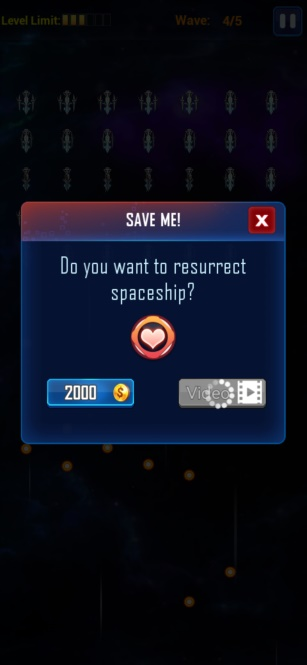 Level Limit:
Wave: 4/5
SAVE ME!
X
Do you want to resurrect
spaceship?
2000 $
Video